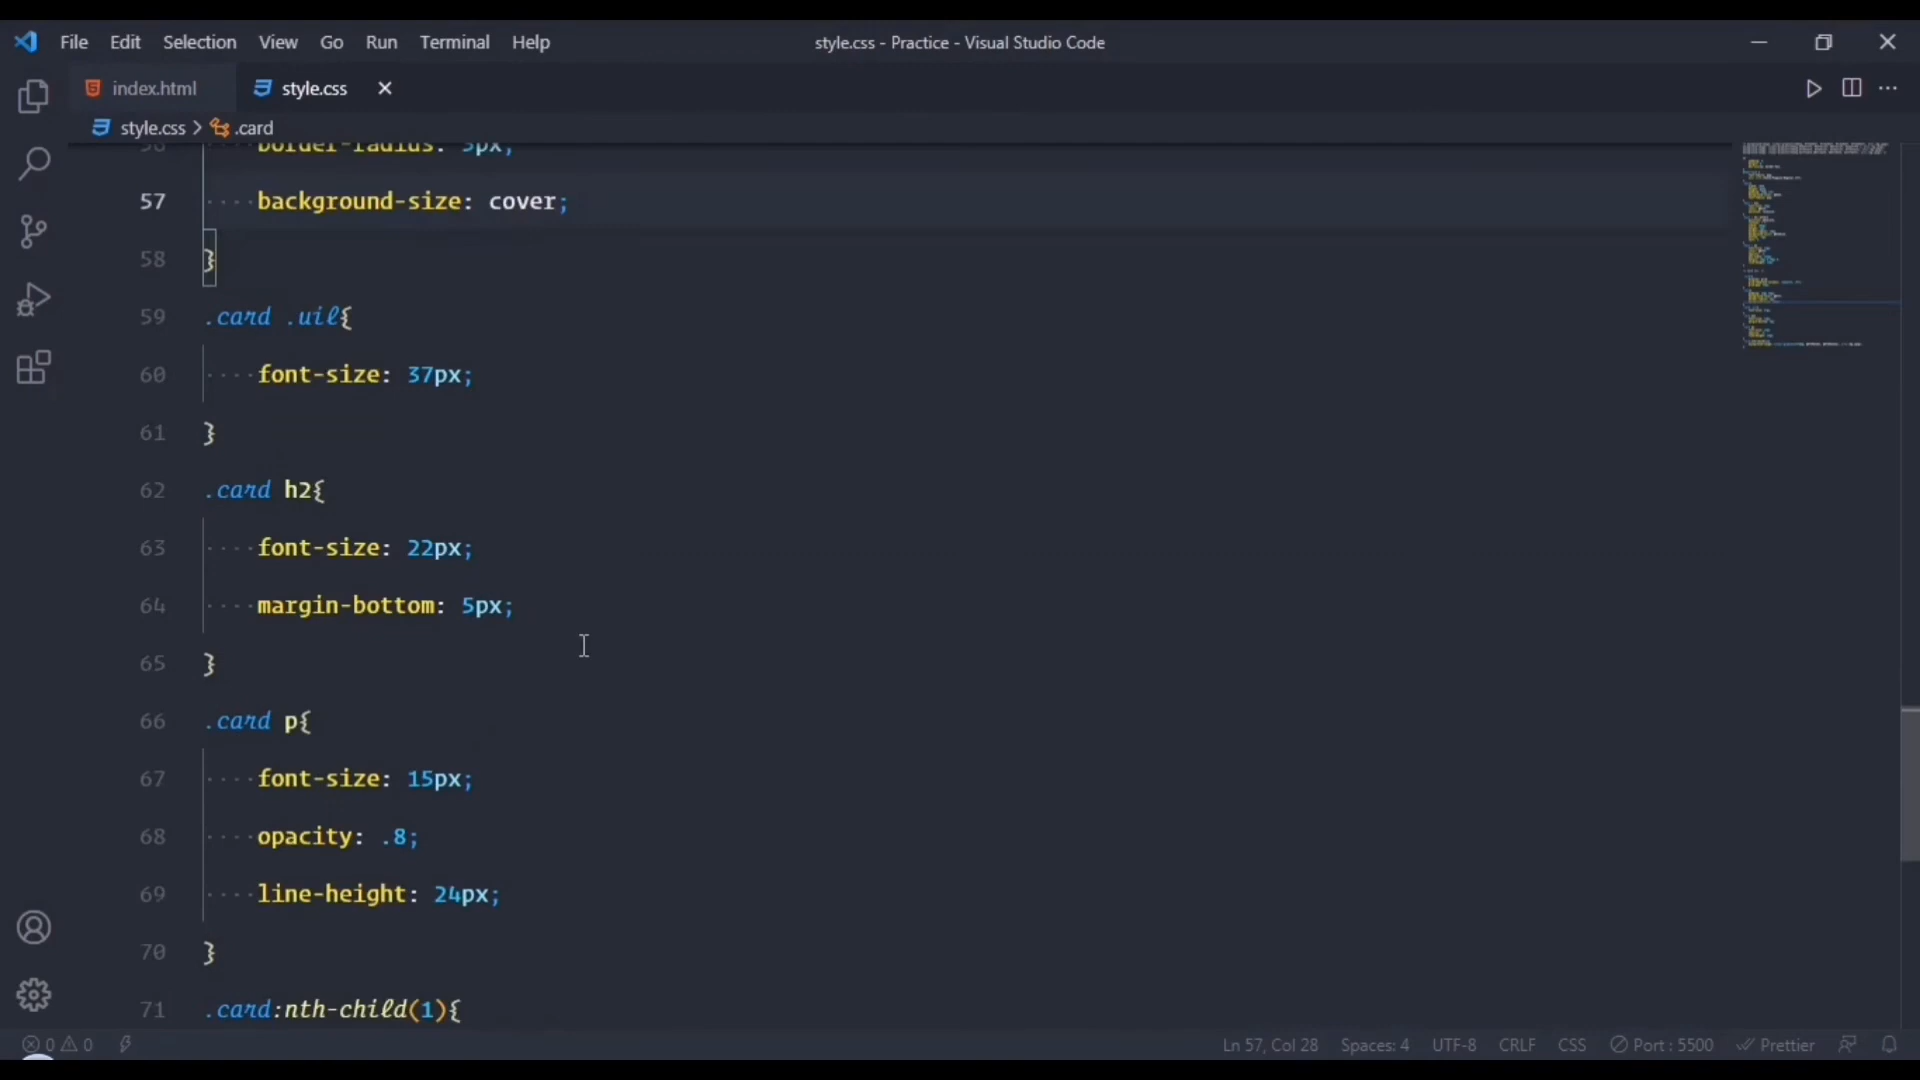 File Edit Selection View Go Run Terminal Help
style.css - Practice - Visual Studio Code
index.html
style.css
style.css > .card
border-radius: 5px;
57 background-size: cover;
58 }
59 .card .uil{
60 font-size: 37px;
61 }
62 .card h2{
63 font-size: 22px;
64 margin-bottom: 5px;
65 }
66 .card p{
67 font-size: 15px;
68 opacity: .8;
69 line-height: 24px;
70 }
71 .card:nth-child(1){
0 0 Ln 57, Col 28 Spaces: 4 UTF-8 CRLF CSS Port : 5500 Prettier